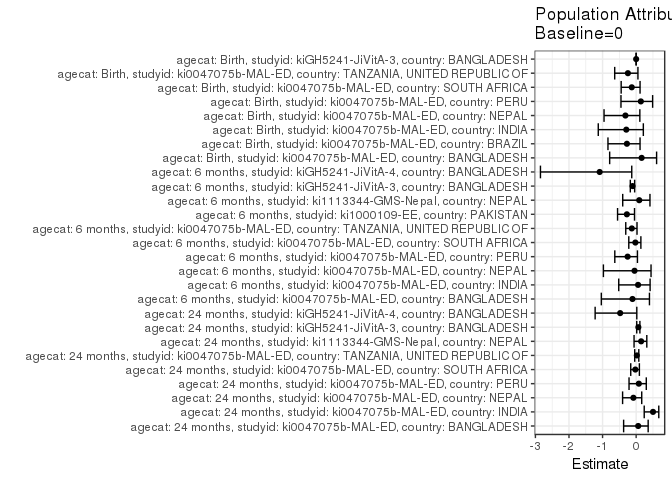 Population Attribu
Baseline=0
agecat: Birth, studyid: kiGH5241-JiVitA-3, country: BANGLADESH
agecat: Birth, studyid: ki0047075b-MAL-ED, country: TANZANIA, UNITED REPUBLIC OF
agecat: Birth, studyid: ki0047075b-MAL-ED, country: SOUTH AFRICA
agecat: Birth, studyid: ki0047075b-MAL-ED, country: PERU
agecat: Birth, studyid: ki0047075b-MAL-ED, country: NEPAL
agecat: Birth, studyid: ki0047075b-MAL-ED, country: INDIA
agecat: Birth, studyid: ki0047075b-MAL-ED, country: BRAZIL
agecat: Birth, studyid: ki0047075b-MAL-ED, country: BANGLADESH
agecat: 6 months, studyid: kiGH5241-JiVitA-4, country: BANGLADESH
agecat: 6 months, studyid: kiGH5241-JiVitA-3, country: BANGLADESH
agecat: 6 months, studyid: ki1113344-GMS-Nepal, country: NEPAL
agecat: 6 months, studyid: ki1000109-EE, country: PAKISTAN
agecat: 6 months, studyid: ki0047075b-MAL-ED, country: TANZANIA, UNITED REPUBLIC OF
agecat: 6 months, studyid: ki0047075b-MAL-ED, country: SOUTH AFRICA
agecat: 6 months, studyid: ki0047075b-MAL-ED, country: PERU
agecat: 6 months, studyid: ki0047075b-MAL-ED, country: NEPAL
agecat: 6 months, studyid: ki0047075b-MAL-ED, country: INDIA
agecat: 6 months, studyid: ki0047075b-MAL-ED, country: BANGLADESH
agecat: 24 months, studyid: kiGH5241-JiVitA-4, country: BANGLADESH
agecat: 24 months, studyid: kiGH5241-JiVitA-3, country: BANGLADESH
agecat: 24 months, studyid: ki1113344-GMS-Nepal, country: NEPAL
agecat: 24 months, studyid: ki0047075b-MAL-ED, country: TANZANIA, UNITED REPUBLIC OF
agecat: 24 months, studyid: ki0047075b-MAL-ED, country: SOUTH AFRICA
agecat: 24 months, studyid: ki0047075b-MAL-ED, country: PERU
agecat: 24 months, studyid: ki0047075b-MAL-ED, country: NEPAL
agecat: 24 months, studyid: ki0047075b-MAL-ED, country: INDIA
agecat: 24 months, studyid: ki0047075b-MAL-ED, country: BANGLADESH
-3 -2 -1 0
Estimate